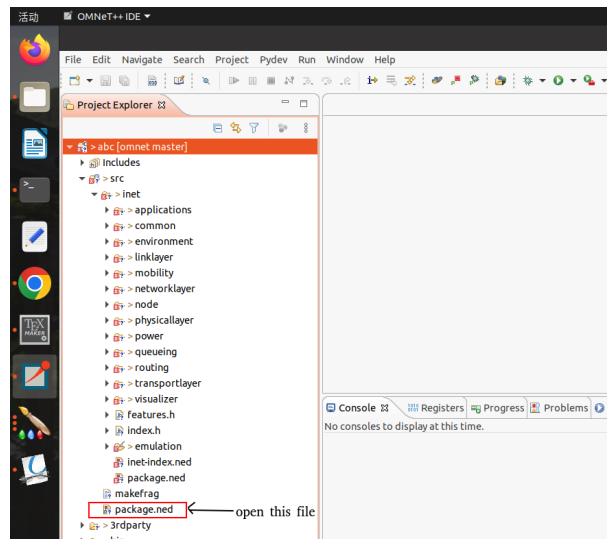 活动
OMNeT++ IDE
File Edit Navigate Search Project Pydev Run Window Help
Project Explorer
> abc [omnet master]
Includes
> src
> inet
> applications
> common
> environment
> linklayer
> mobility
> networklayer
> node
> physicallayer
> power
> queueing
> routing
> transportlayer
> visualizer
features.h
index.h
> emulation
inet-index.ned
package.ned
makefrag
package.ned
open this file
> 3rdparty
Console Registers Progress Problems
No consoles to display at this time.
TEX
MAKER